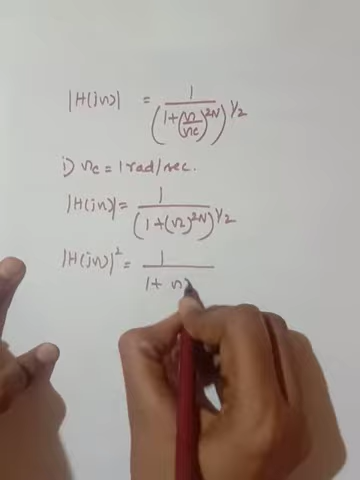 |H(jΩ)| = 1/(1+(Ω/Ωc)^2N)^1/2
i) Ωc = 1 rad/sec.
|H(jΩ)| = 1/(1+(Ω)^2N)^1/2
|H(jΩ)|^2 = 1/1+ Ω